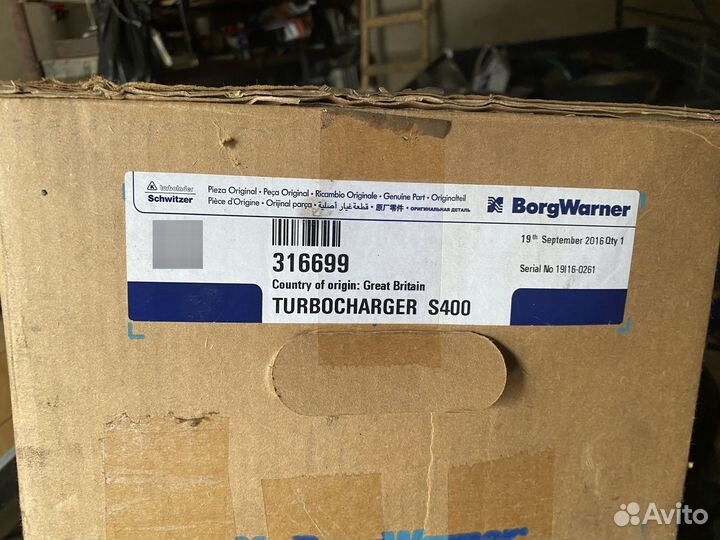 turbolader
Schwitzer
Pieza Original • Peça Original • Ricambio Originale • Genuine Part • Originalteil
Pièce d'Origine • Orijinal parça • قطعة غيار أصلية • 原厂零件 • ОРИГИНАЛЬНАЯ ДЕТАЛЬ
BorgWarner
316699
19th September 2016 Qty 1
Country of origin: Great Britain
Serial No 19I16-0261
TURBOCHARGER S400
BorgWarner
Avito